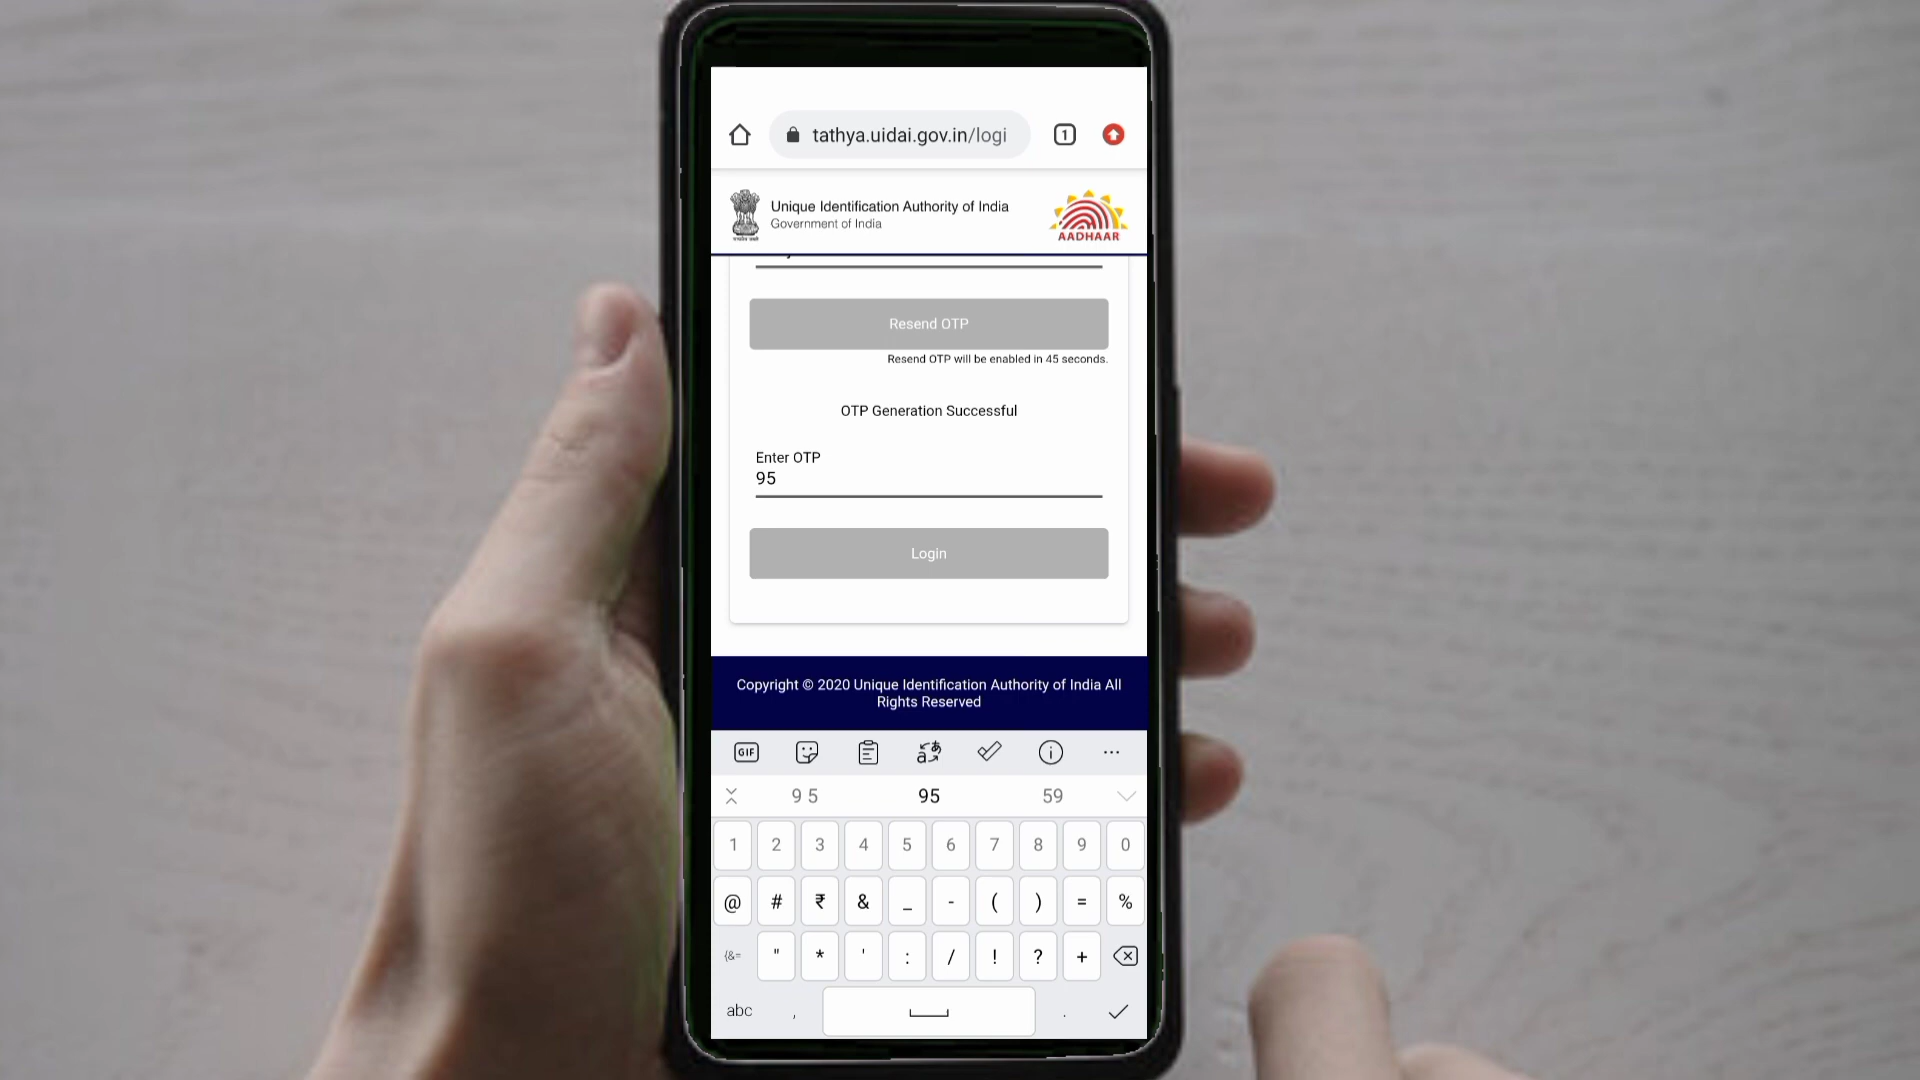 1
tathya.uidai.gov.in/logi
Unique Identification Authority of India
Government of India
AADHAAR
Resend OTP
Resend OTP will be enabled in 45 seconds.
OTP Generation Successful
Enter OTP
95
Login
Copyright © 2020 Unique Identification Authority of India All
Rights Reserved
GIF
9 5 95 59
1 2 3 4 5 6 7 8 9 0
@ # ₹ & _ - ( ) = %
{&= " * ' : / ! ? +
abc , .